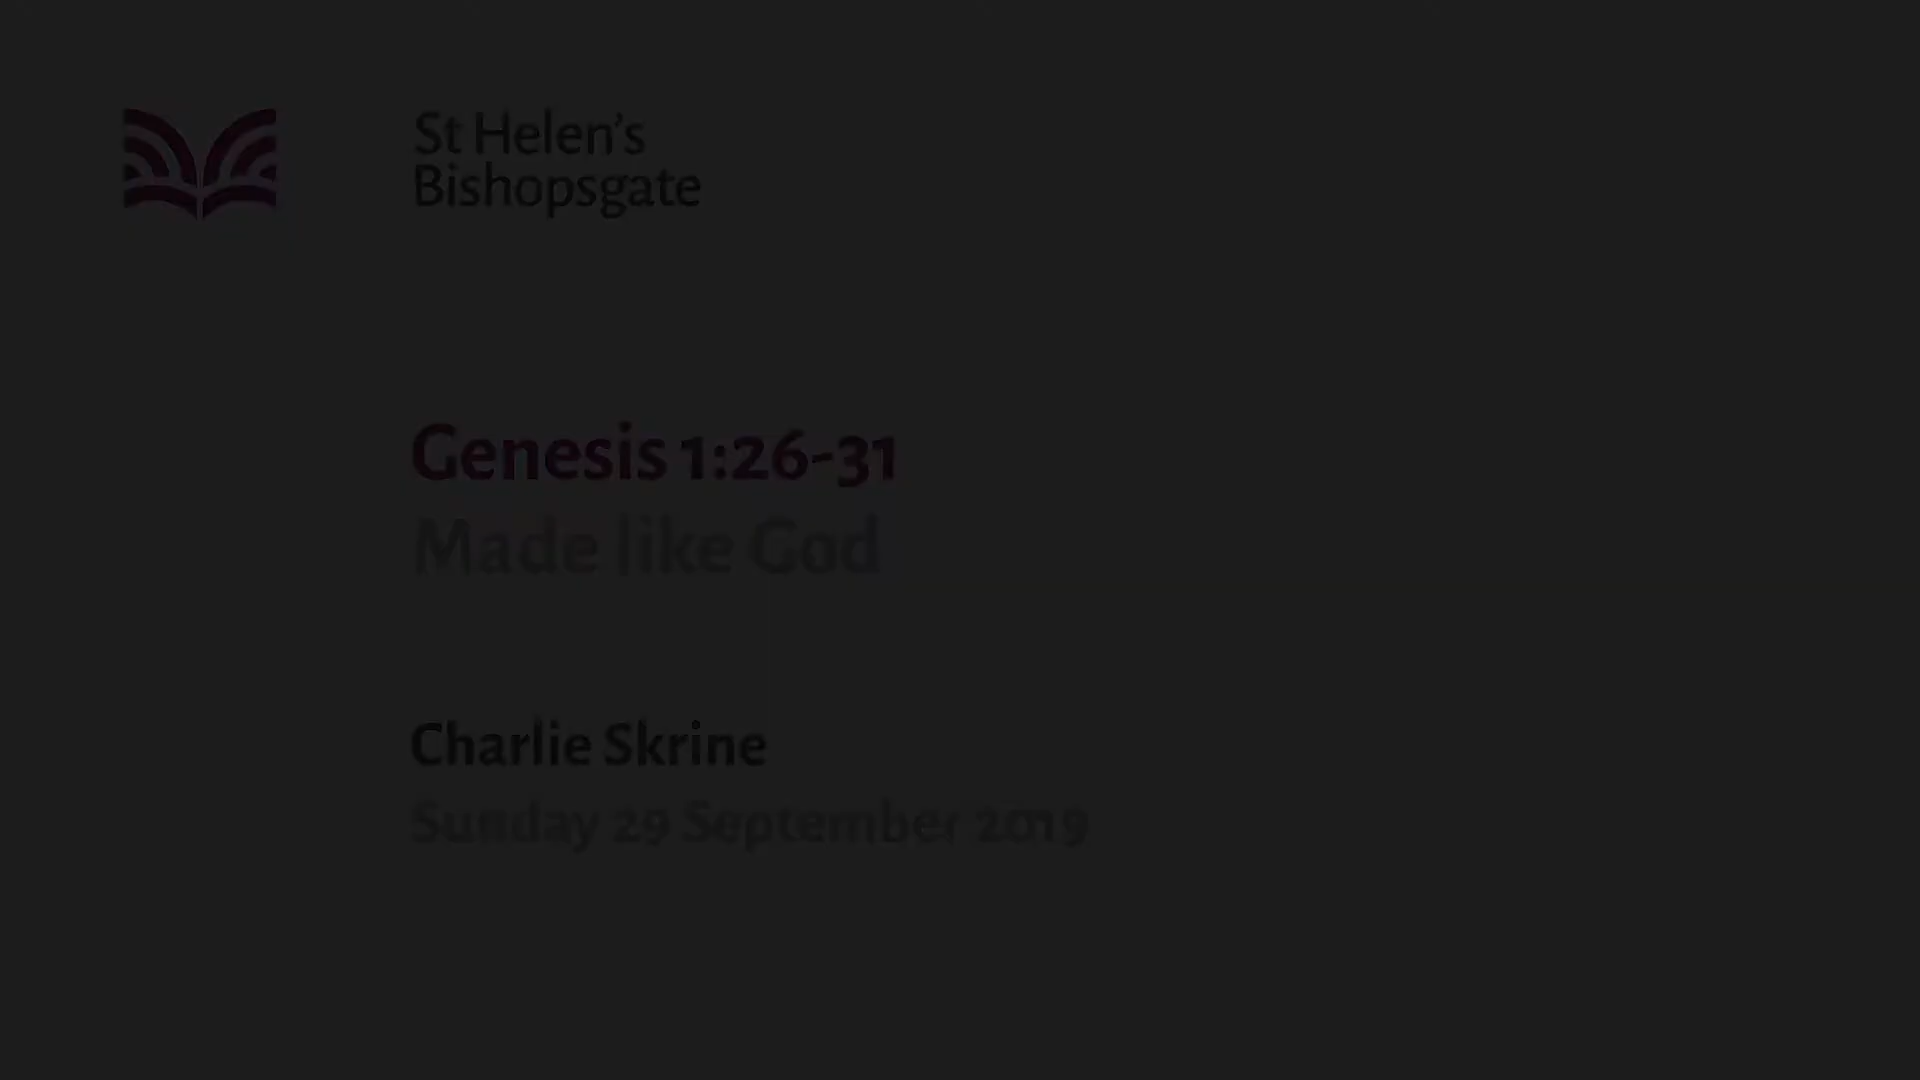 St Helen's
Bishopsgate
Genesis 1:26-31
Made like God
Charlie Skrine
Sunday 29 September 2019